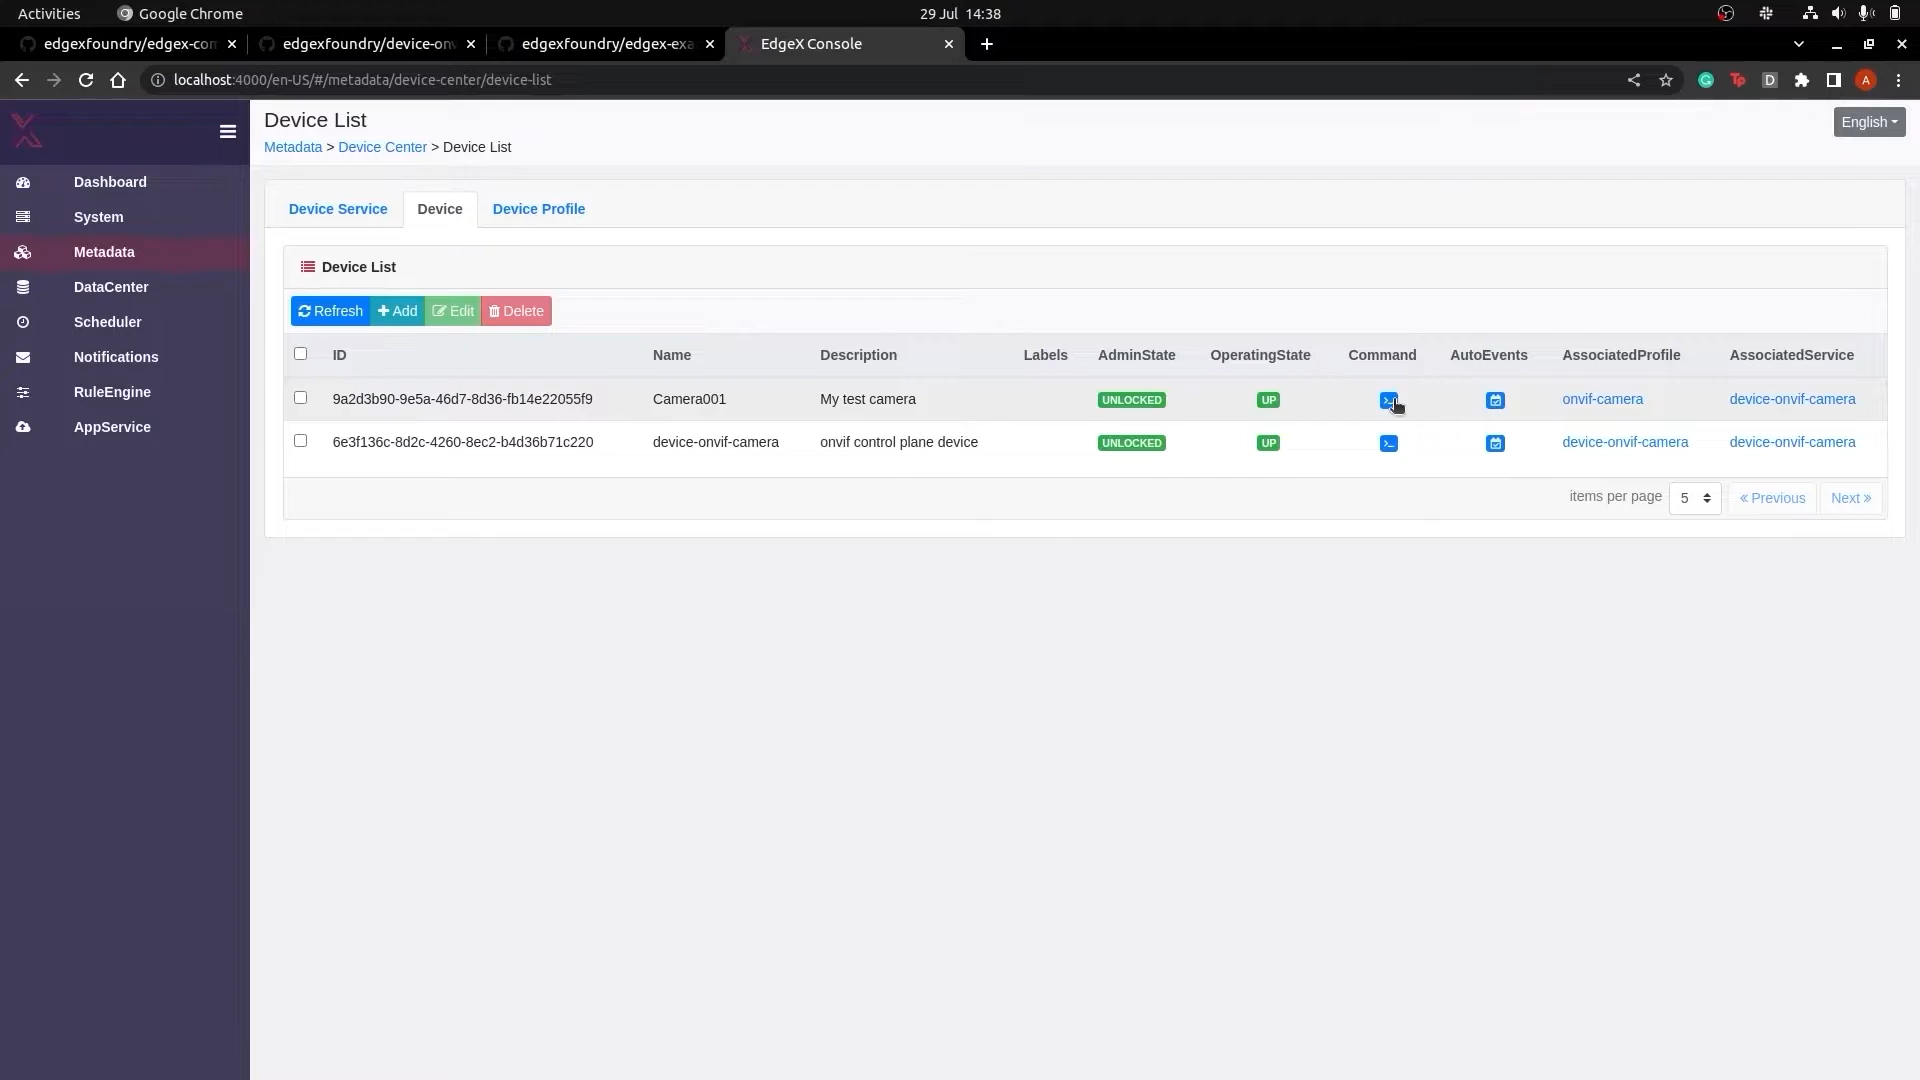 Activities Google Chrome 29 Jul 14:38
edgexfoundry/edgex-con edgexfoundry/device-on edgexfoundry/edgex-exa EdgeX Console
localhost:4000/en-US/#/metadata/device-center/device-list
Device List
English
Metadata > Device Center > Device List
Dashboard
System
Metadata
DataCenter
Scheduler
Notifications
RuleEngine
AppService
Device Service Device Device Profile
Device List
Refresh Add Edit Delete
ID Name Description Labels AdminState OperatingState Command AutoEvents AssociatedProfile AssociatedService
9a2d3b90-9e5a-46d7-8d36-fb14e22055f9 Camera001 My test camera UNLOCKED UP onvif-camera device-onvif-camera
6e3f136c-8d2c-4260-8ec2-b4d36b71c220 device-onvif-camera onvif control plane device UNLOCKED UP device-onvif-camera device-onvif-camera
items per page 5 « Previous Next »